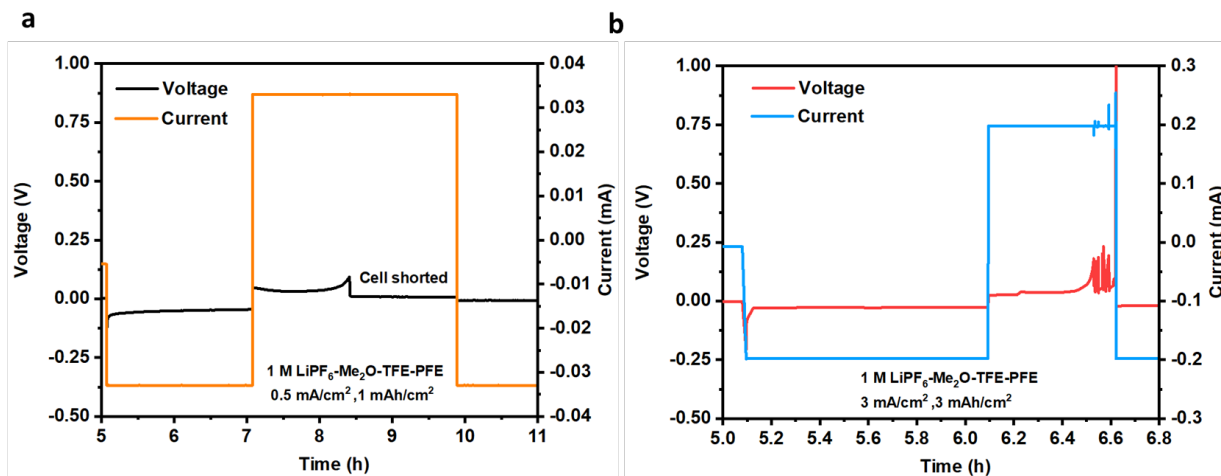 a
Voltage
Current
Cell shorted
1 M LiPF₆-Me₂O-TFE-PFE
0.5 mA/cm² ,1 mAh/cm²
Voltage (V)
1.00
0.75
0.50
0.25
0.00
-0.25
-0.50
Current (mA)
0.04
0.03
0.02
0.01
0.00
-0.01
-0.02
-0.03
-0.04
5 6 7 8 9 10 11
Time (h)
b
Voltage
Current
1 M LiPF₆-Me₂O-TFE-PFE
3 mA/cm² ,3 mAh/cm²
Voltage (V)
1.00
0.75
0.50
0.25
0.00
-0.25
-0.50
Current (mA)
0.3
0.2
0.1
0.0
-0.1
-0.2
-0.3
5.0 5.2 5.4 5.6 5.8 6.0 6.2 6.4 6.6 6.8
Time (h)